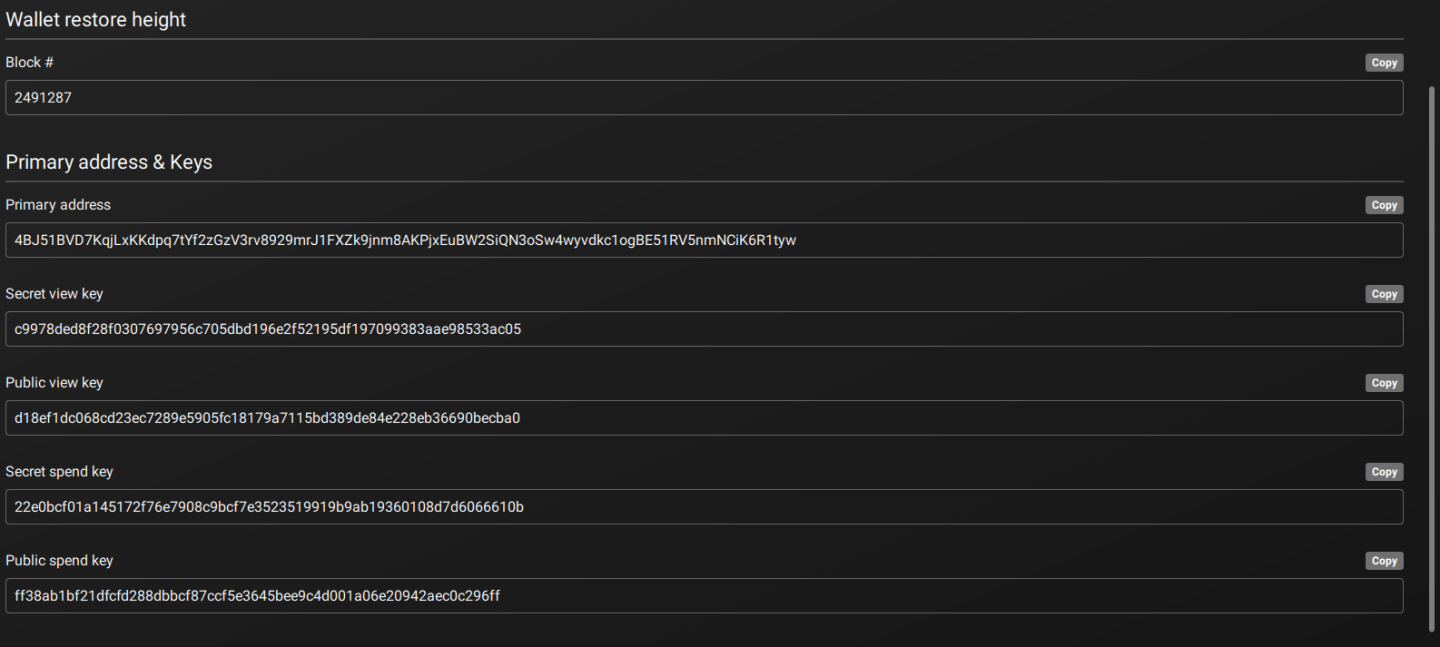 Wallet restore height
Block #
Copy
2491287
Primary address & Keys
Primary address
Copy
4BJ51BVD7KqjLxKKdpq7tYf2zGzV3rv8929mrJ1FXZk9jnm8AKPjxEuBW2SiQN3oSw4wyvdkc1ogBE51RV5nmNCiK6R1tyw
Secret view key
Copy
c9978ded8f28f0307697956c705dbd196e2f52195df197099383aae98533ac05
Public view key
Copy
d18ef1dc068cd23ec7289e5905fc18179a7115bd389de84e228eb36690becba0
Secret spend key
Copy
22e0bcf01a145172f76e7908c9bcf7e3523519919b9ab19360108d7d6066610b
Public spend key
Copy
ff38ab1bf21dfcfd288dbbcf87ccf5e3645bee9c4d001a06e20942aec0c296ff